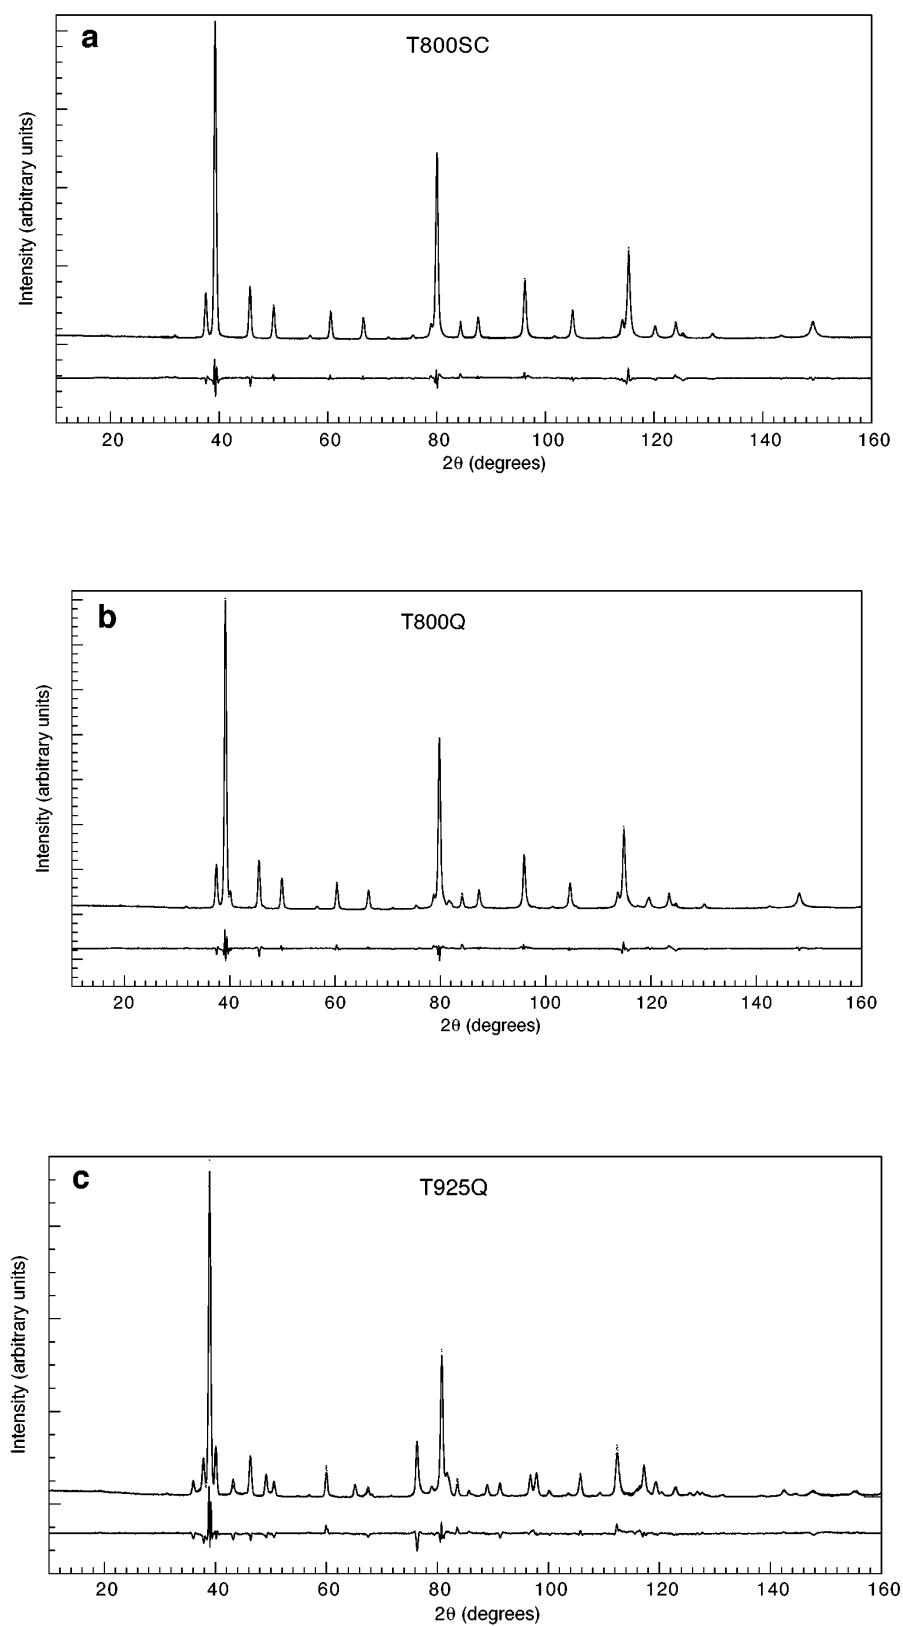 a
T800SC
Intensity (arbitrary units)
20 40 60 80 100 120 140 160
2θ (degrees)
b
T800Q
Intensity (arbitrary units)
20 40 60 80 100 120 140 160
2θ (degrees)
c
T925Q
Intensity (arbitrary units)
20 40 60 80 100 120 140 160
2θ (degrees)